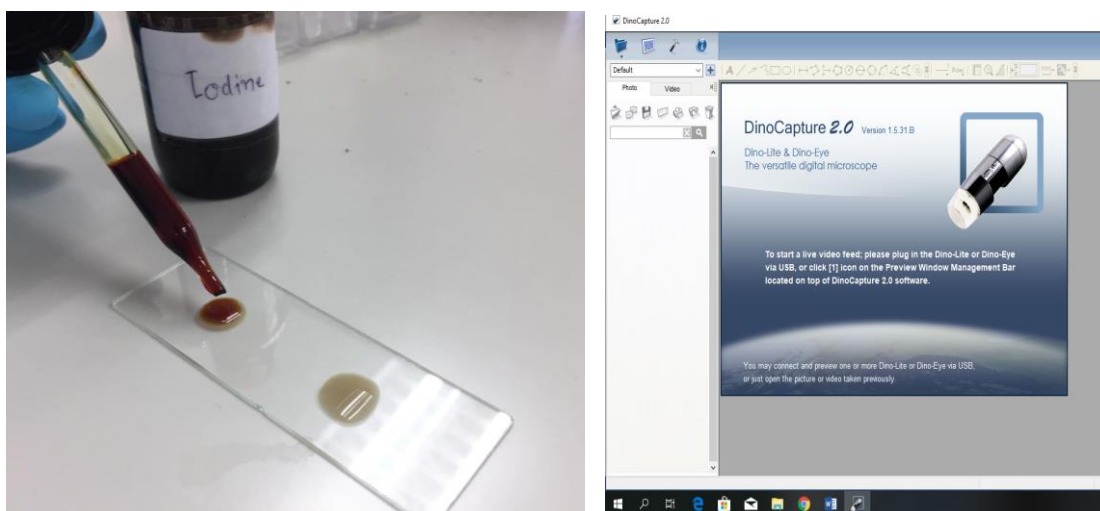 Iodine
DinoCapture 2.0
Default
Photo
Video
DinoCapture 2.0 Version 1.5.31.B
Dino-Lite & Dino-Eye
The versatile digital microscope
To start a live video feed; please plug in the Dino-Lite or Dino-Eye
via USB, or click [1] icon on the Preview Window Management Bar
located on top of DinoCapture 2.0 software.
You may connect and preview one or more Dino-Lite or Dino-Eye via USB,
or just open the picture or video taken previously